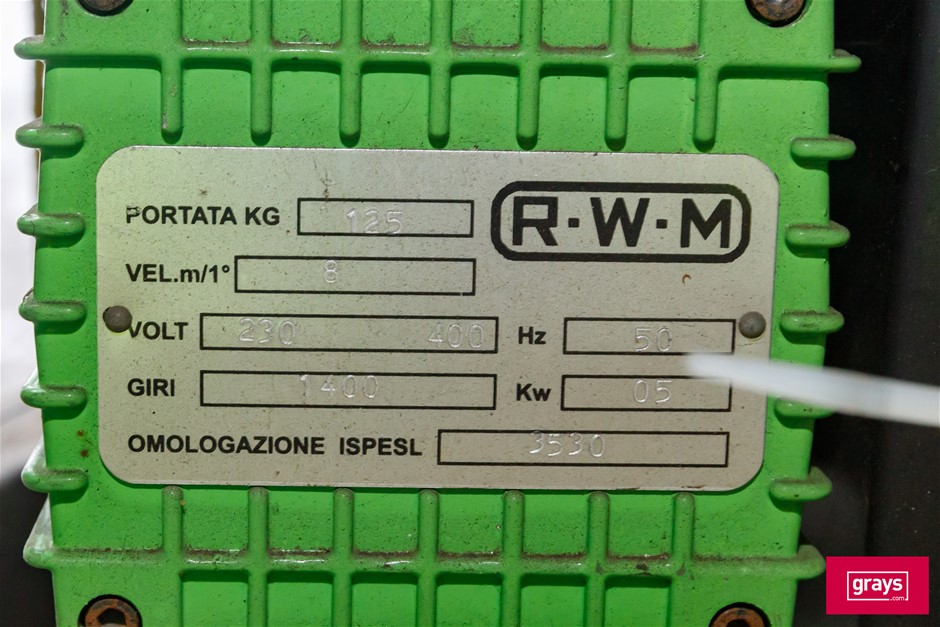 PORTATA KG 125
R·W·M
VEL.m/1° 8
VOLT 230 400 Hz 50
GIRI 1400 Kw 05
OMOLOGAZIONE ISPESL 3530
grays
.com